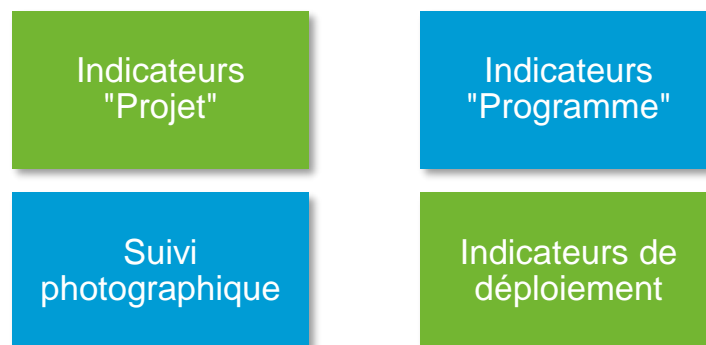 Indicateurs
"Projet"
Indicateurs
"Programme"
Suivi
photographique
Indicateurs de
déploiement